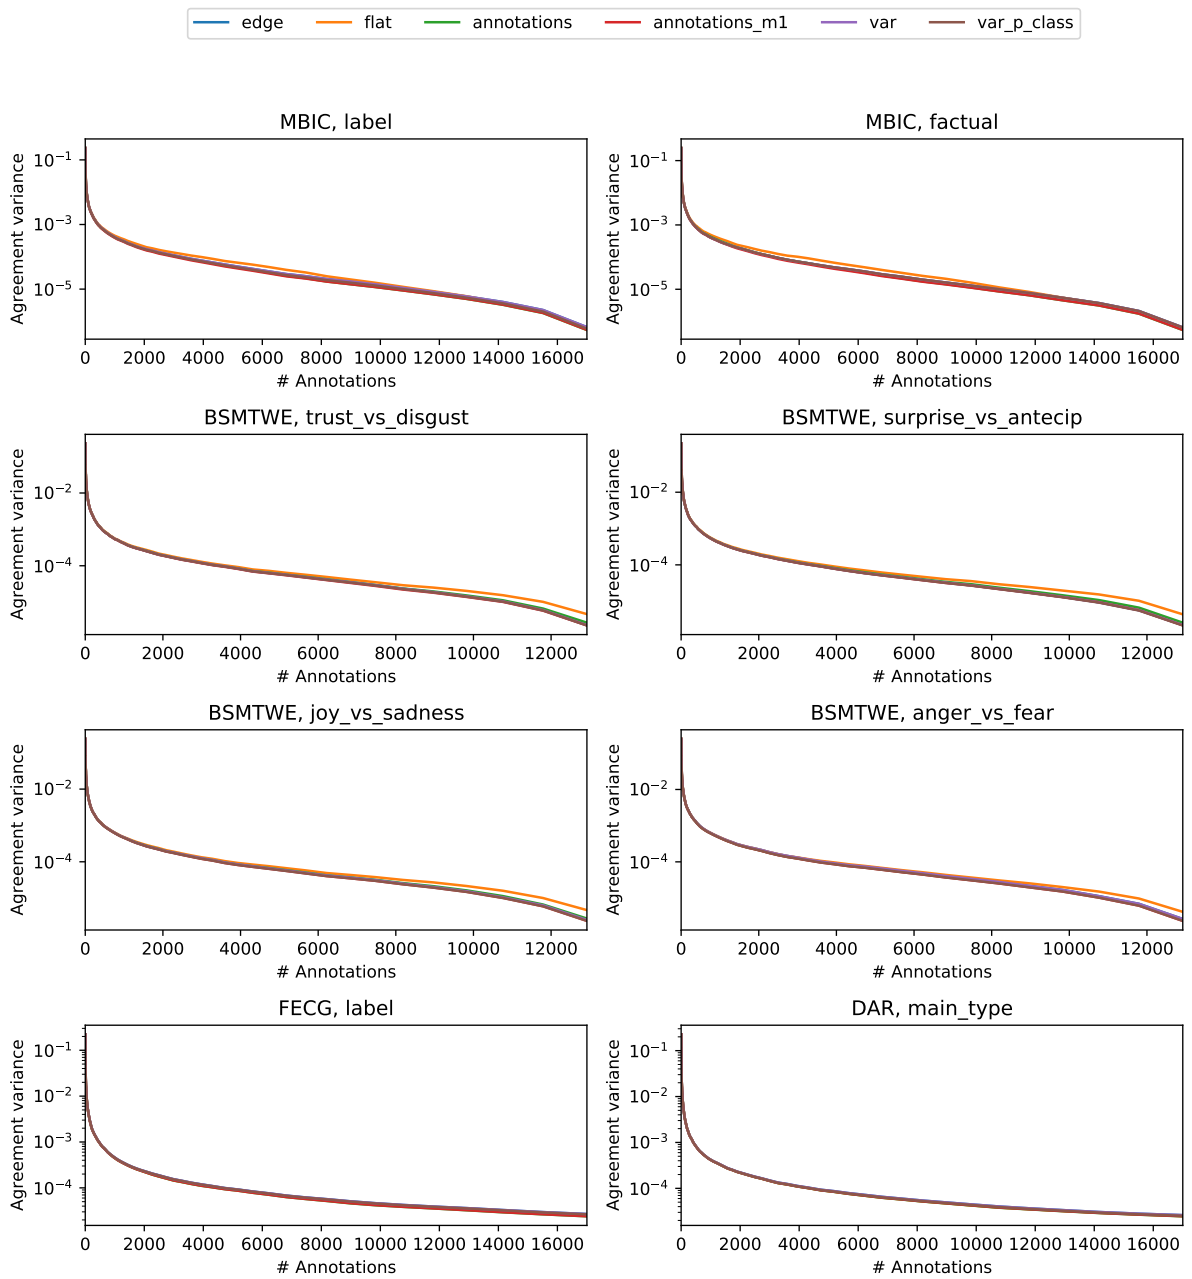 edge flat annotations annotations_m1 var var_p_class
MBIC, label
Agreement variance
10⁻¹
10⁻³
10⁻⁵
0 2000 4000 6000 8000 10000 12000 14000 16000
# Annotations
MBIC, factual
Agreement variance
10⁻¹
10⁻³
10⁻⁵
0 2000 4000 6000 8000 10000 12000 14000 16000
# Annotations
BSMTWE, trust_vs_disgust
Agreement variance
10⁻²
10⁻⁴
0 2000 4000 6000 8000 10000 12000
# Annotations
BSMTWE, surprise_vs_antecip
Agreement variance
10⁻²
10⁻⁴
0 2000 4000 6000 8000 10000 12000
# Annotations
BSMTWE, joy_vs_sadness
Agreement variance
10⁻²
10⁻⁴
0 2000 4000 6000 8000 10000 12000
# Annotations
BSMTWE, anger_vs_fear
Agreement variance
10⁻²
10⁻⁴
0 2000 4000 6000 8000 10000 12000
# Annotations
FECG, label
Agreement variance
10⁻¹
10⁻²
10⁻³
10⁻⁴
0 2000 4000 6000 8000 10000 12000 14000 16000
# Annotations
DAR, main_type
Agreement variance
10⁻¹
10⁻²
10⁻³
10⁻⁴
0 2000 4000 6000 8000 10000 12000 14000 16000
# Annotations